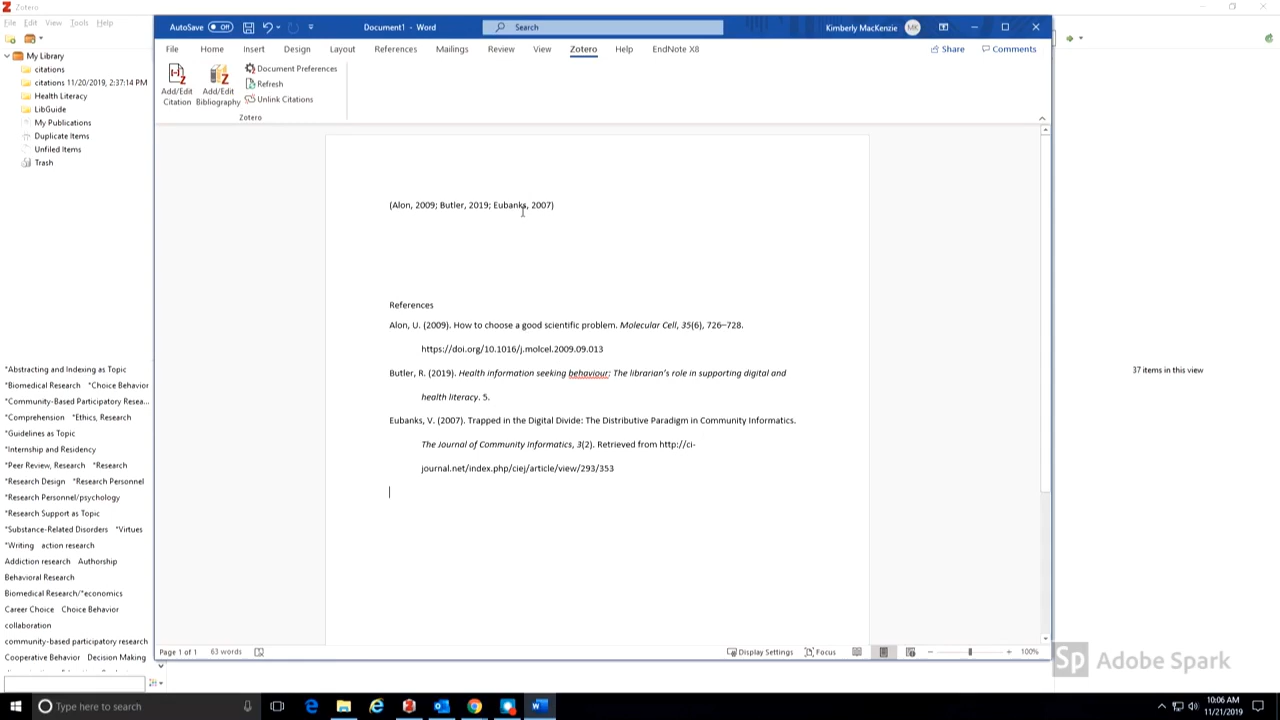 Zotero
File Edit View Tools Help
My Library
citations
citations 11/20/2019, 2:37:14 PM
Health Literacy
LibGuide
My Publications
Duplicate Items
Unfiled Items
Trash
*Abstracting and Indexing as Topic
*Biomedical Research *Choice Behavior
*Community-Based Participatory Resea...
*Comprehension *Ethics, Research
*Guidelines as Topic
*Internship and Residency
*Peer Review, Research *Research
*Research Design *Research Personnel
*Research Personnel/psychology
*Research Support as Topic
*Substance-Related Disorders *Virtues
*Writing action research
Addiction research Authorship
Behavioral Research
Biomedical Research/*economics
Career Choice Choice Behavior
collaboration
community-based participatory research
Cooperative Behavior Decision Making
AutoSave Off Document1 - Word Search Kimberly MacKenzie MK
File Home Insert Design Layout References Mailings Review View Zotero Help EndNote X8 Share Comments
Add/Edit Citation
Add/Edit Bibliography
Document Preferences
Refresh
Unlink Citations
Zotero
(Alon, 2009; Butler, 2019; Eubanks, 2007)
References
Alon, U. (2009). How to choose a good scientific problem. Molecular Cell, 35(6), 726–728.
https://doi.org/10.1016/j.molcel.2009.09.013
Butler, R. (2019). Health information seeking behaviour: The librarian's role in supporting digital and
health literacy. 5.
Eubanks, V. (2007). Trapped in the Digital Divide: The Distributive Paradigm in Community Informatics.
The Journal of Community Informatics, 3(2). Retrieved from http://ci-
journal.net/index.php/ciej/article/view/293/353
37 items in this view
Page 1 of 1 63 words Display Settings Focus 100%
Sp Adobe Spark
Type here to search
10:06 AM
11/21/2019